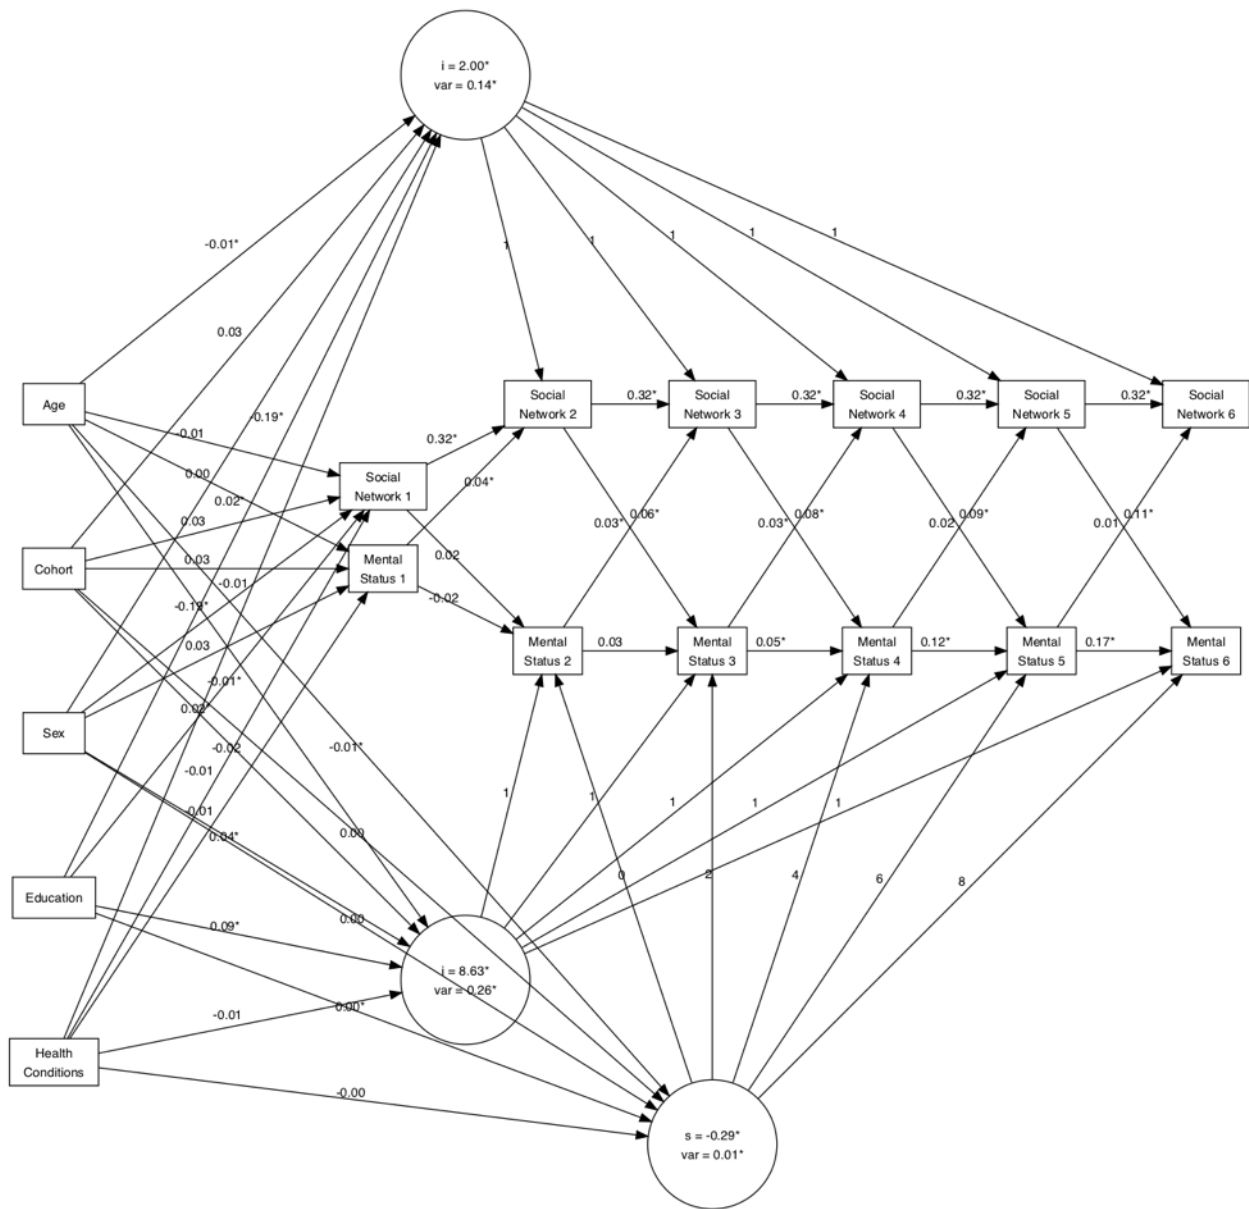 i = 2.00*
var = 0.14*
-0.01*
1
1
1
1
1
0.03
Age
Social
Network 2
0.32*
Social
Network 3
0.32*
Social
Network 4
0.32*
Social
Network 5
0.32*
Social
Network 6
-0.19*
-0.01
0.32*
0.00
Social
Network 1
0.04*
0.02*
0.03
0.03*
0.06*
0.03*
0.08*
0.02
0.09*
0.01
0.11*
Cohort
0.03
Mental
Status 1
0.02
-0.01
-0.02
-0.19*
0.03
Mental
Status 2
0.03
Mental
Status 3
0.05*
Mental
Status 4
0.12*
Mental
Status 5
0.17*
Mental
Status 6
-0.01*
0.02*
Sex
-0.02
-0.01*
-0.01
1
1
1
1
1
-0.01
0.04*
0.00
0
2
4
6
8
Education
0.09*
0.00
i = 8.63*
var = 0.26*
0.00*
-0.01
Health
Conditions
-0.00
s = -0.29*
var = 0.01*